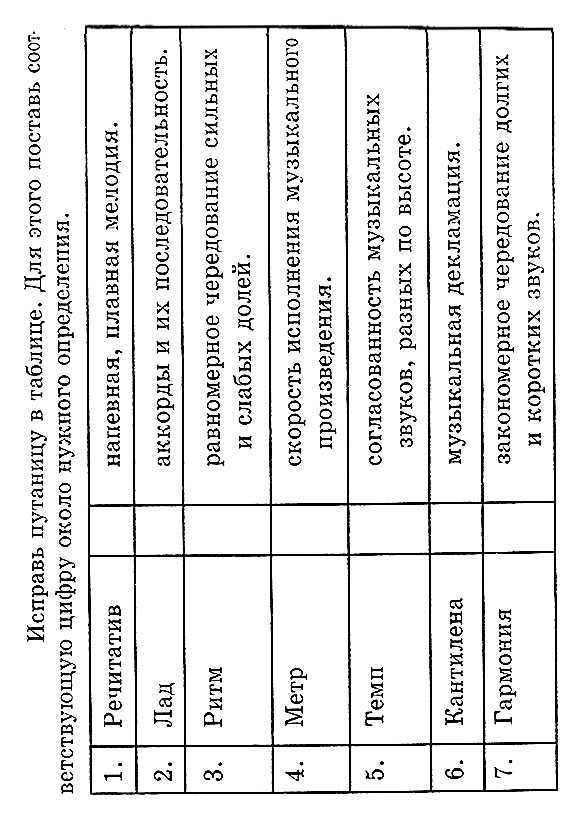 Исправь путаницу в таблице. Для этого поставь соот-
ветствующую цифру около нужного определения.
1. Речитатив напевная, плавная мелодия.
2. Лад аккорды и их последовательность.
3. Ритм равномерное чередование сильных
и слабых долей.
4. Метр скорость исполнения музыкального
произведения.
5. Темп согласованность музыкальных
звуков, разных по высоте.
6. Кантилена музыкальная декламация.
7. Гармония закономерное чередование долгих
и коротких звуков.